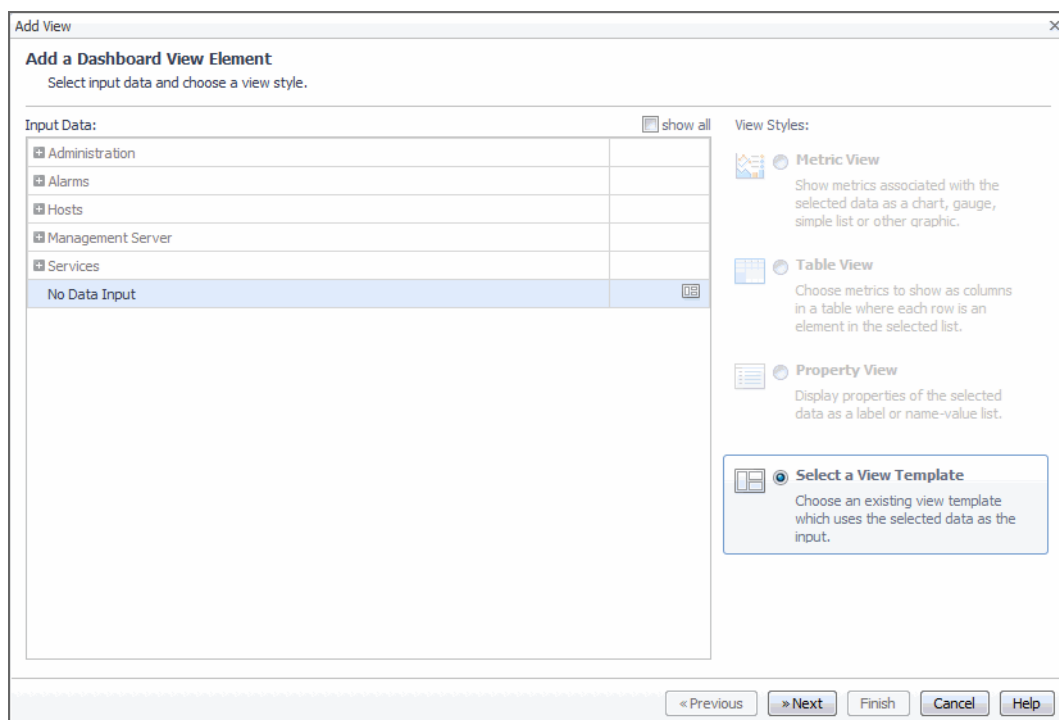 Add View
Add a Dashboard View Element
Select input data and choose a view style.
Input Data:
show all
Administration
Alarms
Hosts
Management Server
Services
No Data Input
View Styles:
Metric View
Show metrics associated with the
selected data as a chart, gauge,
simple list or other graphic.
Table View
Choose metrics to show as columns
in a table where each row is an
element in the selected list.
Property View
Display properties of the selected
data as a label or name-value list.
Select a View Template
Choose an existing view template
which uses the selected data as the
input.
«Previous
»Next
Finish
Cancel
Help